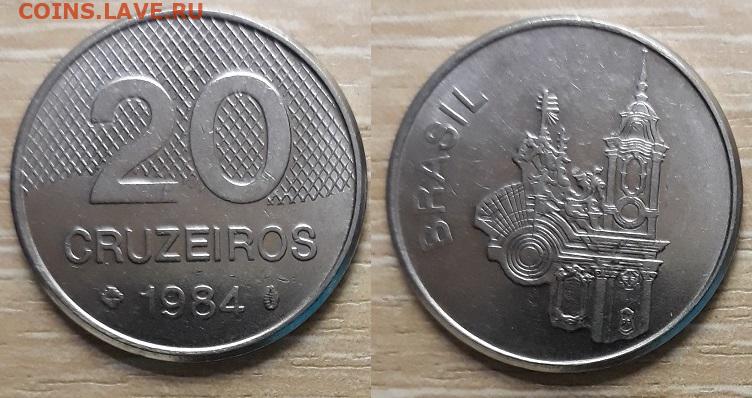 COINS.LAVE.RU
20
CRUZEIROS
1984
BRASIL